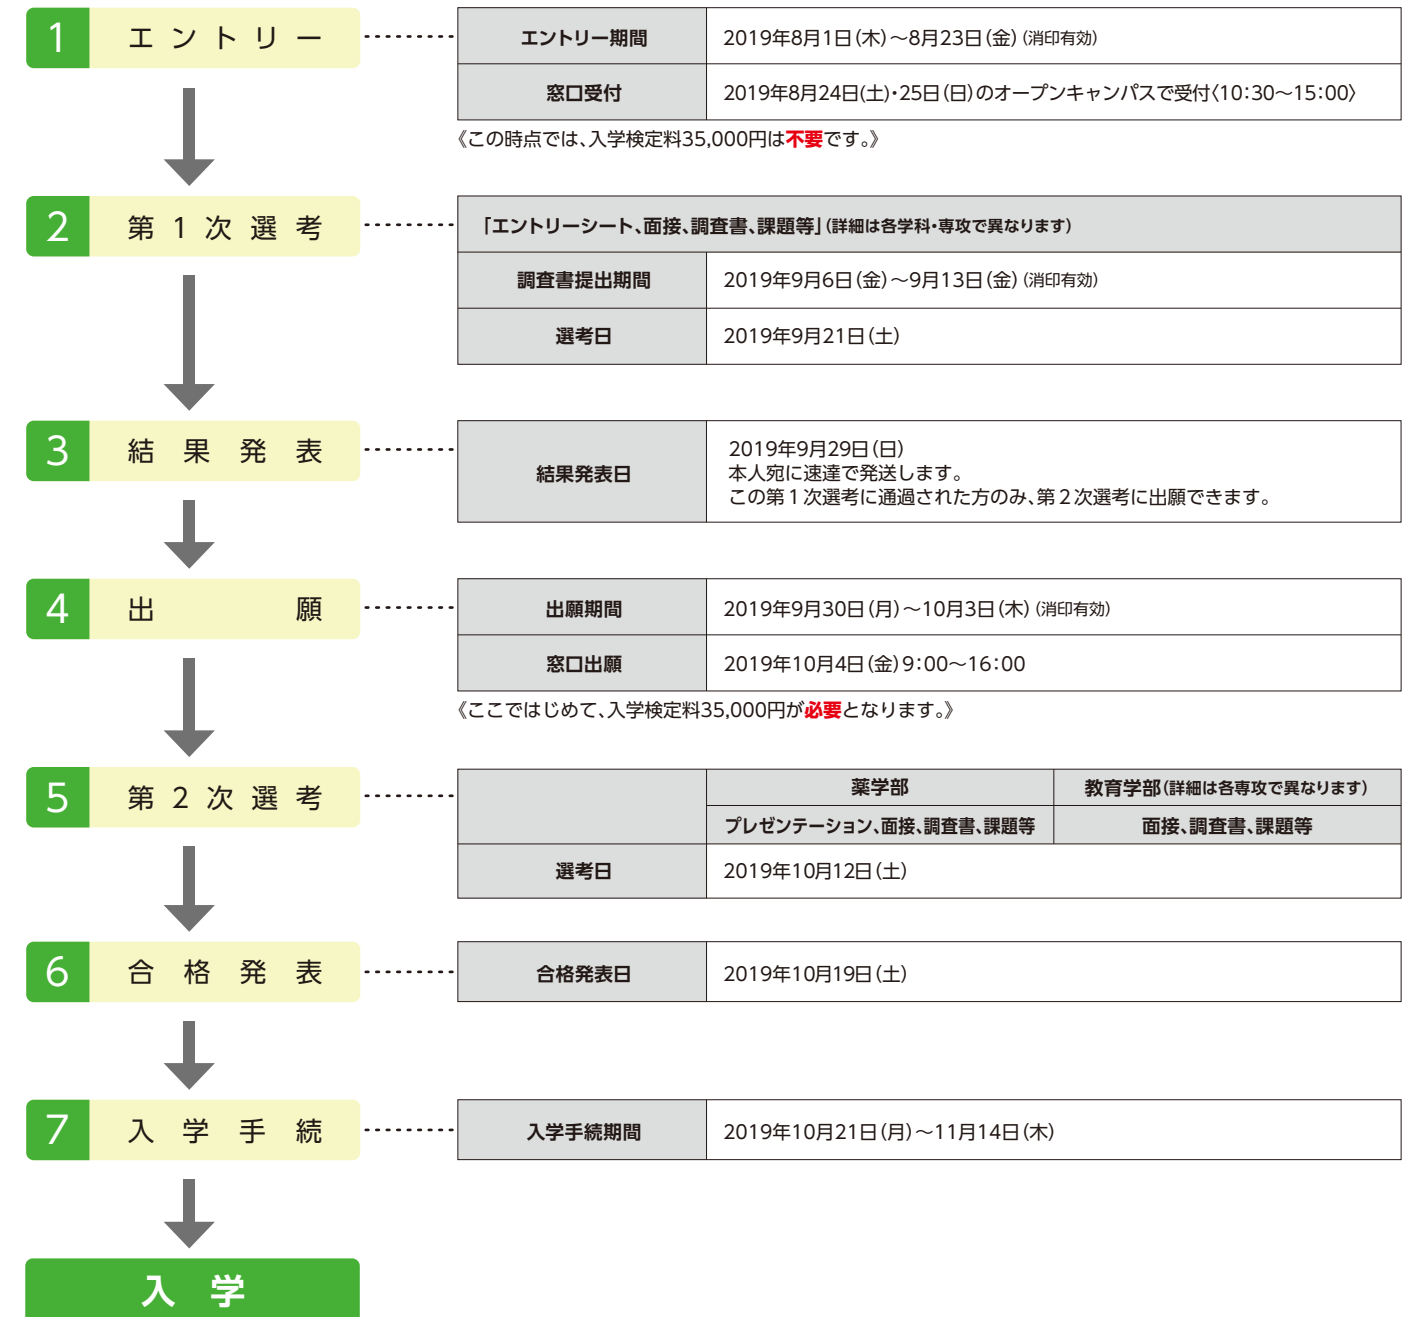 1 エントリー
エントリー期間 2019年8月1日(木)～8月23日(金)(消印有効)
窓口受付 2019年8月24日(土)・25日(日)のオープンキャンパスで受付〈10:30～15:00〉
《この時点では、入学検定料35,000円は不要です。》
2 第1次選考
「エントリーシート、面接、調査書、課題等」(詳細は各学科・専攻で異なります)
調査書提出期間 2019年9月6日(金)～9月13日(金)(消印有効)
選考日 2019年9月21日(土)
3 結果発表
結果発表日
2019年9月29日(日)
本人宛に速達で発送します。
この第1次選考に通過された方のみ、第2次選考に出願できます。
4 出願
出願期間 2019年9月30日(月)～10月3日(木)(消印有効)
窓口出願 2019年10月4日(金)9:00～16:00
《ここではじめて、入学検定料35,000円が必要となります。》
5 第2次選考
薬学部 教育学部(詳細は各専攻で異なります)
プレゼンテーション、面接、調査書、課題等 面接、調査書、課題等
選考日 2019年10月12日(土)
6 合格発表
合格発表日 2019年10月19日(土)
7 入学手続
入学手続期間 2019年10月21日(月)～11月14日(木)
入学